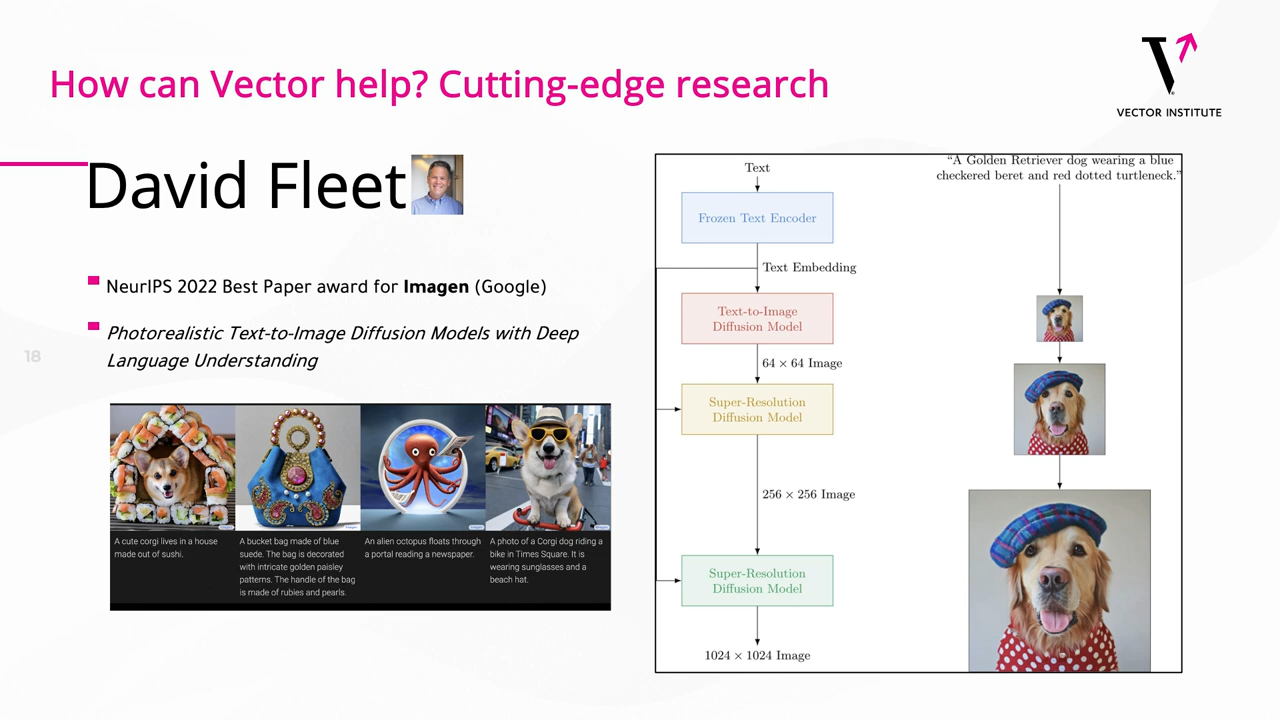 How can Vector help? Cutting-edge research
VECTOR INSTITUTE
David Fleet
NeurIPS 2022 Best Paper award for Imagen (Google)
Photorealistic Text-to-Image Diffusion Models with Deep
Language Understanding
18
A cute corgi lives in a house
made out of sushi.
A bucket bag made of blue
suede. The bag is decorated
with intricate golden paisley
patterns. The handle of the bag
is made of rubies and pearls.
An alien octopus floats through
a portal reading a newspaper.
A photo of a Corgi dog riding a
bike in Times Square. It is
wearing sunglasses and a
beach hat.
Text
Frozen Text Encoder
Text Embedding
Text-to-Image
Diffusion Model
64 × 64 Image
Super-Resolution
Diffusion Model
256 × 256 Image
Super-Resolution
Diffusion Model
1024 × 1024 Image
“A Golden Retriever dog wearing a blue
checkered beret and red dotted turtleneck.”